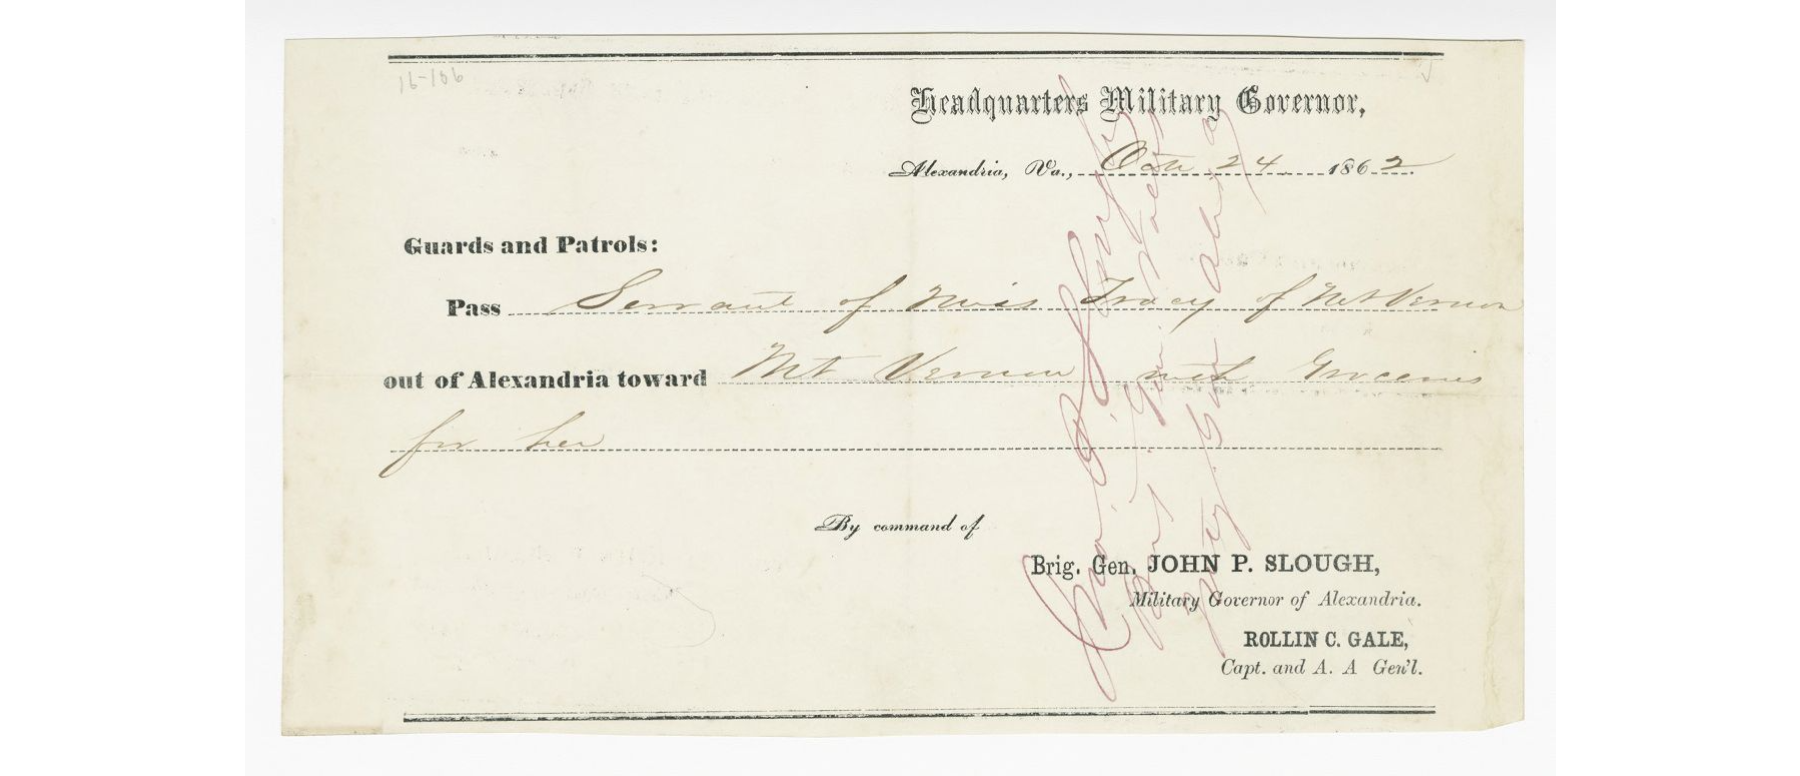 16-106
Headquarters Military Governor,
Alexandria, Va., Octr 24 1862.
Guards and Patrols:
Pass Servant of Miss Tracy of Mt Vernon
out of Alexandria toward Mt Vernon with Groceries
for her
By command of
Brig. Gen. JOHN P. SLOUGH,
Military Governor of Alexandria.
ROLLIN C. GALE,
Capt. and A. A Gen'l.